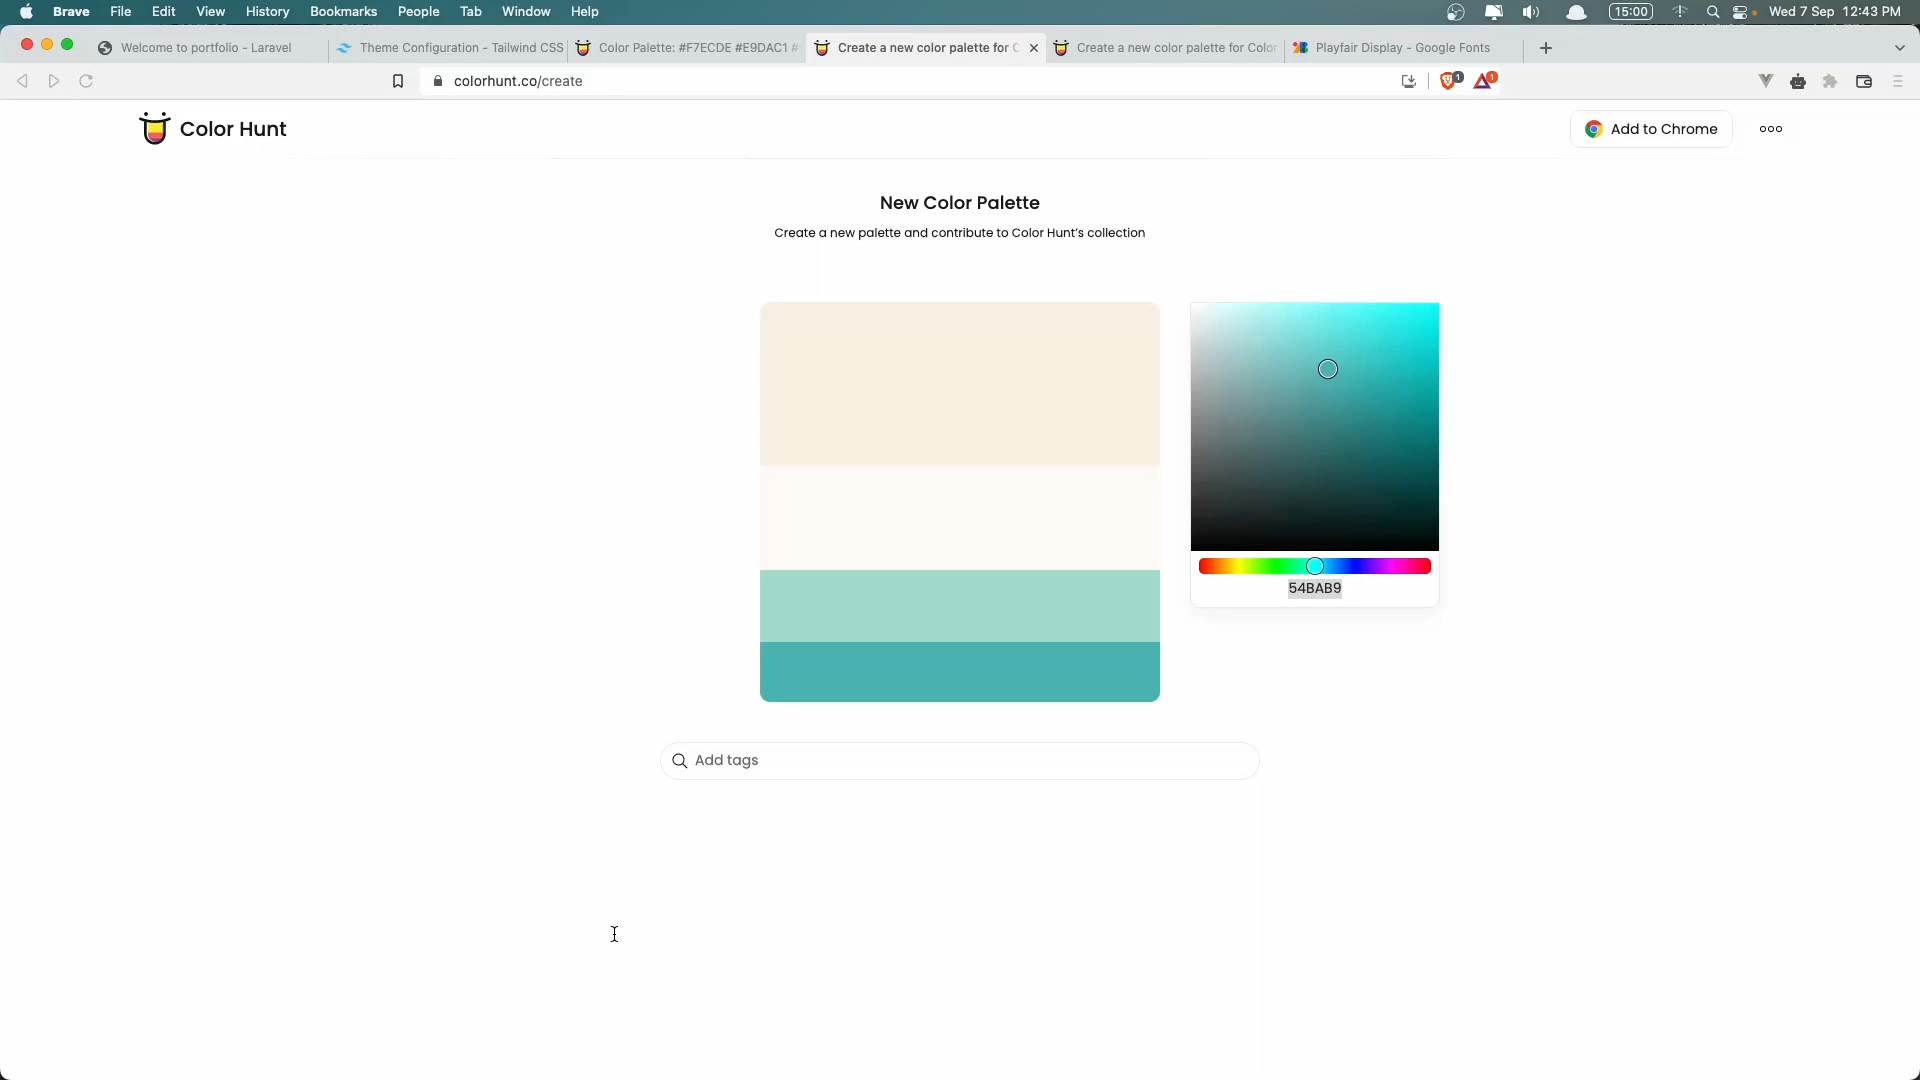 Brave File Edit View History Bookmarks People Tab Window Help 15:00 Wed 7 Sep 12:43 PM
Welcome to portfolio - Laravel Theme Configuration - Tailwind CSS Color Palette: #F7ECDE #E9DAC1 # Create a new color palette for C Create a new color palette for Color Playfair Display - Google Fonts
colorhunt.co/create 1 1
Color Hunt Add to Chrome
New Color Palette
Create a new palette and contribute to Color Hunt's collection
54BAB9
Add tags